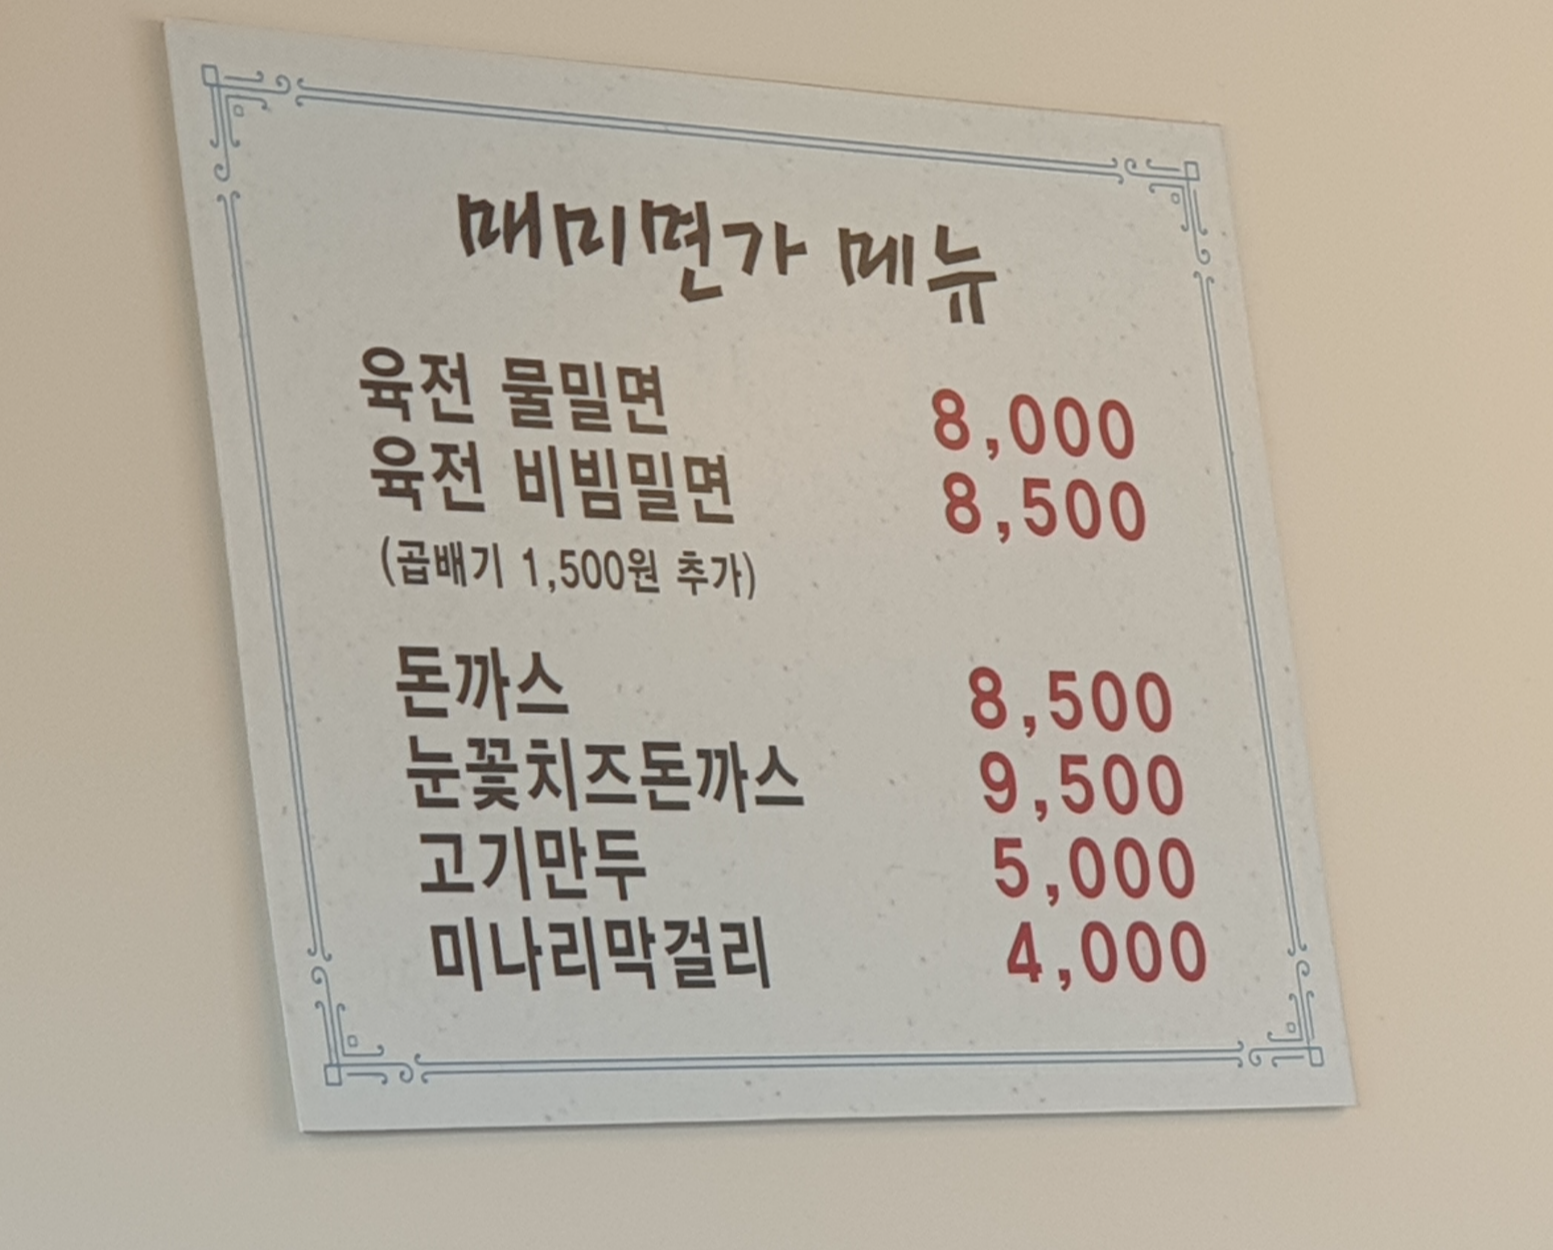 매미면가 메뉴
육전 물밀면 8,000
육전 비빔밀면 8,500
(곱배기 1,500원 추가)
돈까스 8,500
눈꽃치즈돈까스 9,500
고기만두 5,000
미나리막걸리 4,000